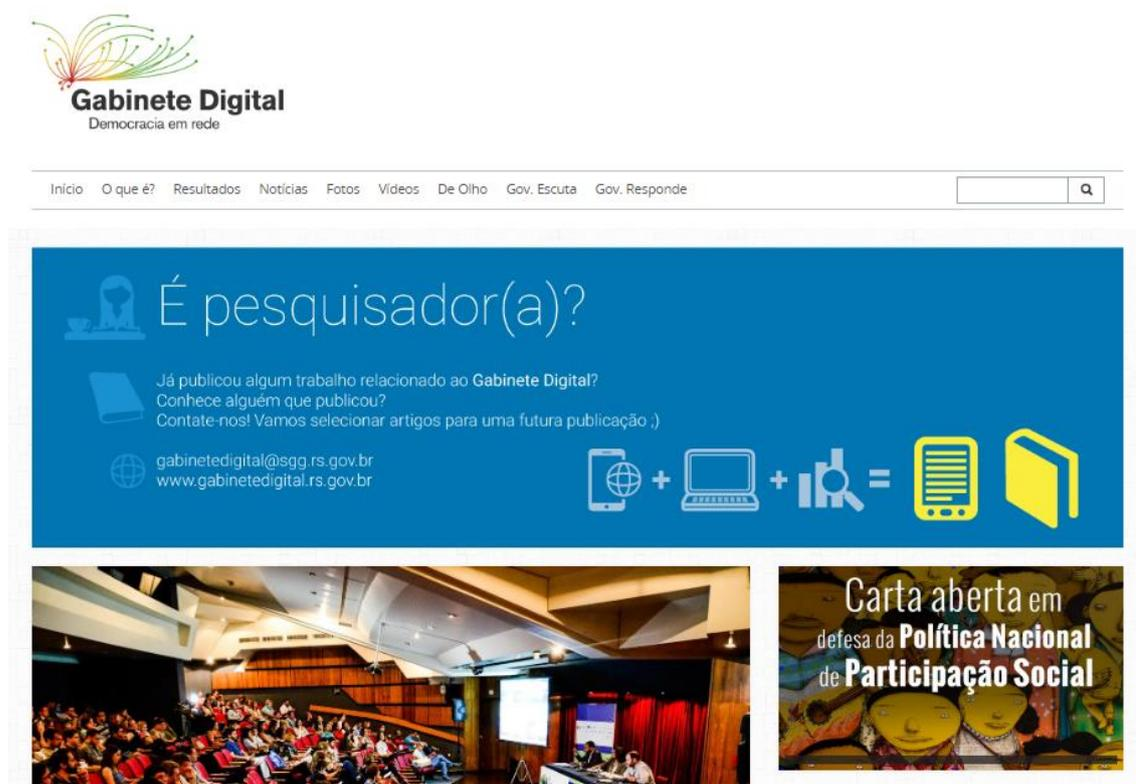 Gabinete Digital
Democracia em rede
Início O que é? Resultados Notícias Fotos Vídeos De Olho Gov. Escuta Gov. Responde
É pesquisador(a)?
Já publicou algum trabalho relacionado ao Gabinete Digital?
Conhece alguém que publicou?
Contate-nos! Vamos selecionar artigos para uma futura publicação ;)
gabinetedigital@sgg.rs.gov.br
www.gabinetedigital.rs.gov.br
+ + =
Carta aberta em
defesa da Política Nacional
de Participação Social